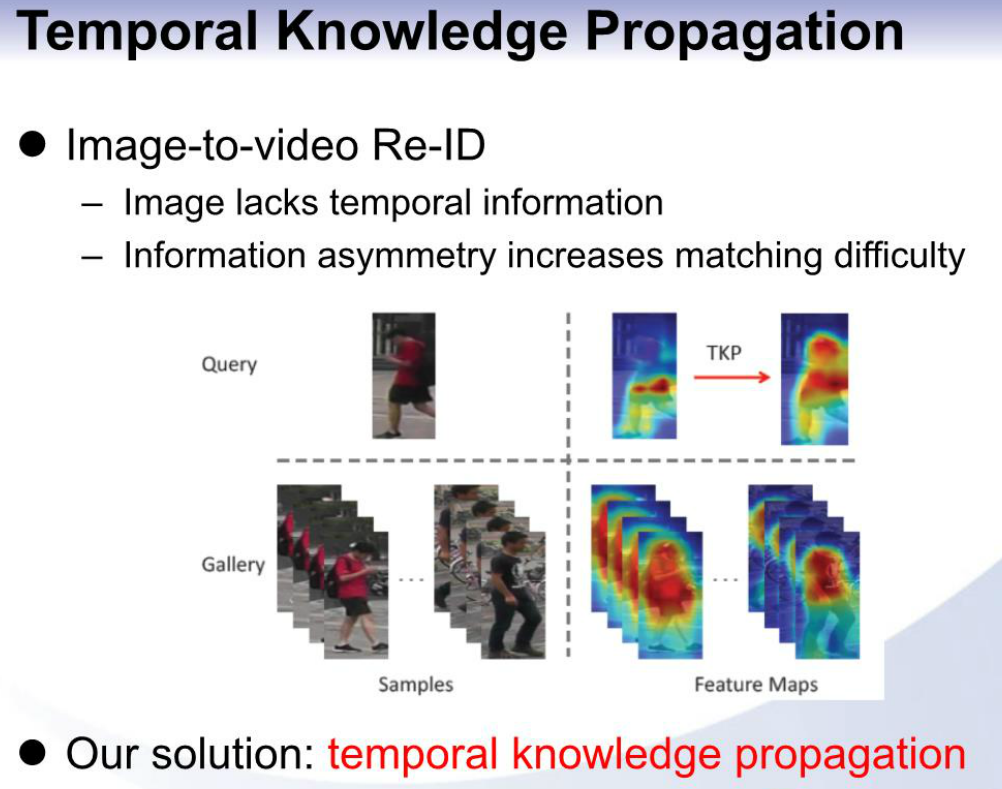 Temporal Knowledge Propagation
● Image-to-video Re-ID
– Image lacks temporal information
– Information asymmetry increases matching difficulty
Query
TKP
Gallery
...
...
Samples
Feature Maps
● Our solution: temporal knowledge propagation